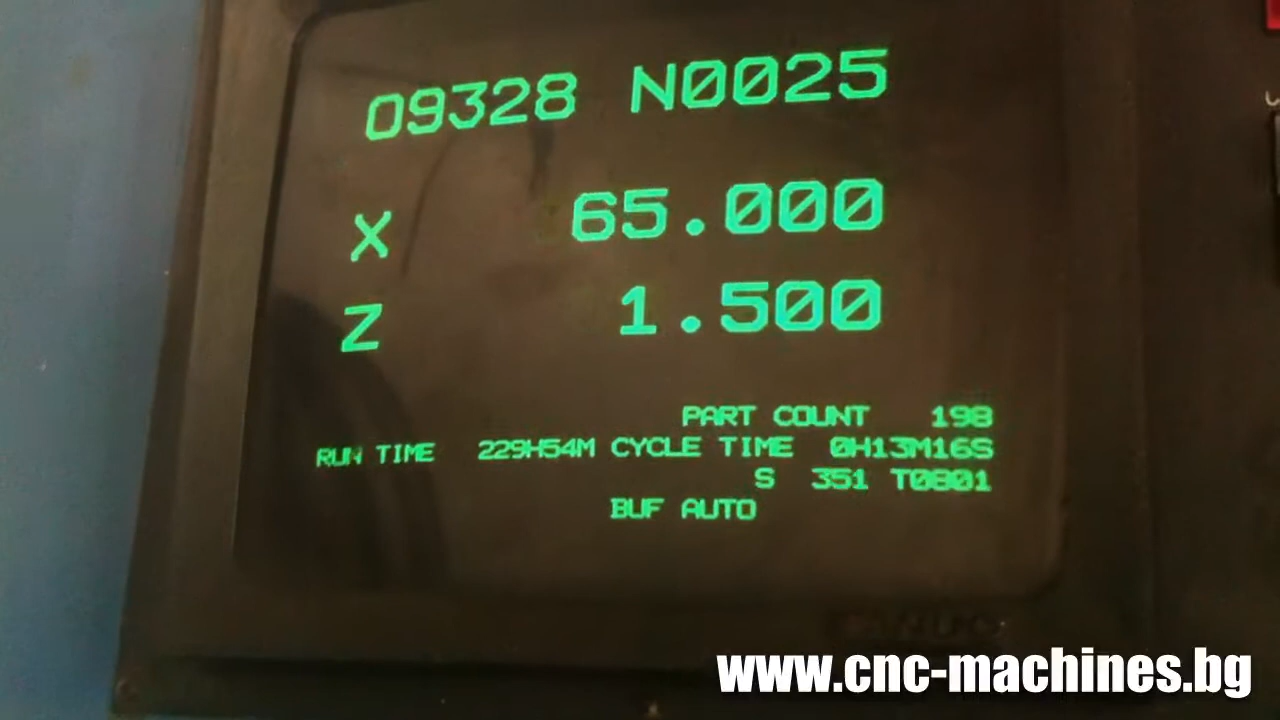 O9328 N0025
X 65.000
Z 1.500
PART COUNT 198
RUN TIME 229H54M CYCLE TIME 0H13M16S
S 351 T0801
BUF AUTO
FANUC
www.cnc-machines.bg